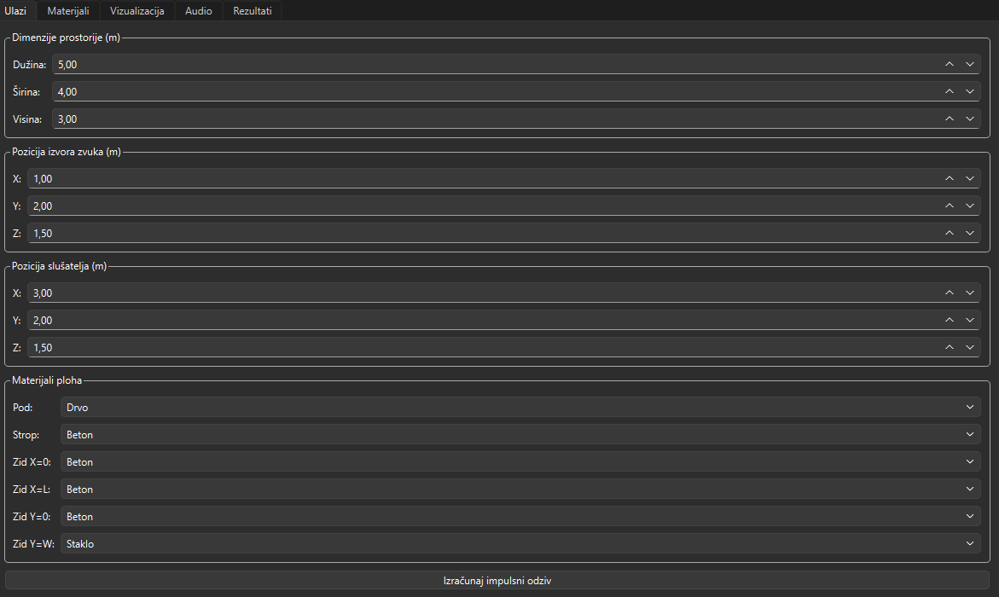 Ulazi Materijali Vizualizacija Audio Rezultati
Dimenzije prostorije (m)
Dužina: 5,00
Širina: 4,00
Visina: 3,00
Pozicija izvora zvuka (m)
X: 1,00
Y: 2,00
Z: 1,50
Pozicija slušatelja (m)
X: 3,00
Y: 2,00
Z: 1,50
Materijali ploha
Pod: Drvo
Strop: Beton
Zid X=0: Beton
Zid X=L: Beton
Zid Y=0: Beton
Zid Y=W: Staklo
Izračunaj impulsni odziv